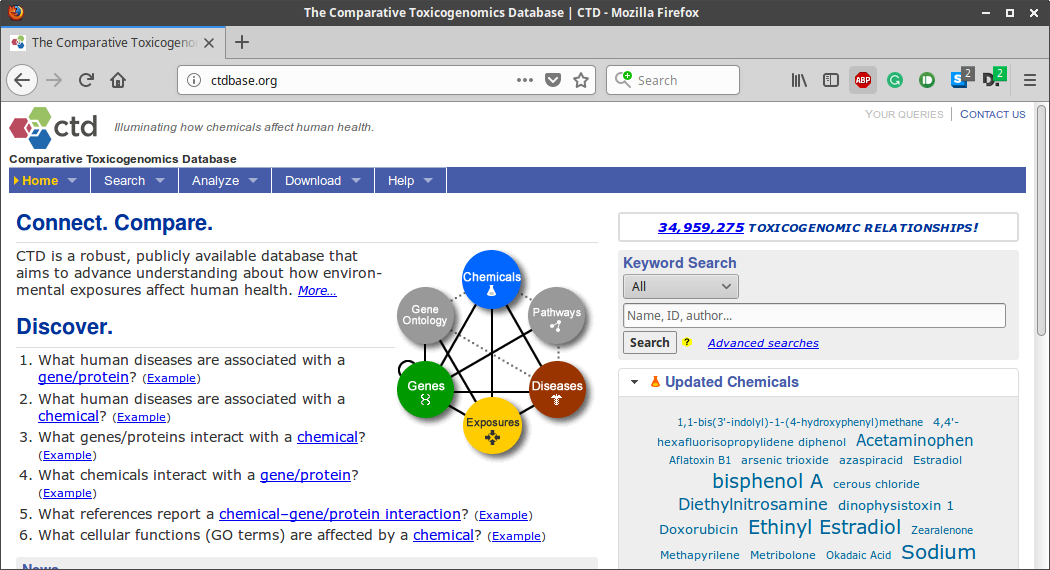 The Comparative Toxicogenomics Database | CTD - Mozilla Firefox
The Comparative Toxicogeno
ctdbase.org
Search
ABP
S 2
D. 2
ctd
Illuminating how chemicals affect human health.
YOUR QUERIES | CONTACT US
Comparative Toxicogenomics Database
Home Search Analyze Download Help
Connect. Compare.
CTD is a robust, publicly available database that
aims to advance understanding about how environ-
mental exposures affect human health. More...
Discover.
1. What human diseases are associated with a
gene/protein? (Example)
2. What human diseases are associated with a
chemical? (Example)
3. What genes/proteins interact with a chemical?
(Example)
4. What chemicals interact with a gene/protein?
(Example)
5. What references report a chemical–gene/protein interaction? (Example)
6. What cellular functions (GO terms) are affected by a chemical? (Example)
News
Chemicals
Gene
Ontology
Pathways
Genes
Diseases
Exposures
34,959,275 TOXICOGENOMIC RELATIONSHIPS!
Keyword Search
All
Name, ID, author...
Search ? Advanced searches
Updated Chemicals
1,1-bis(3'-indolyl)-1-(4-hydroxyphenyl)methane 4,4'-
hexafluorisopropylidene diphenol Acetaminophen
Aflatoxin B1 arsenic trioxide azaspiracid Estradiol
bisphenol A cerous chloride
Diethylnitrosamine dinophysistoxin 1
Doxorubicin Ethinyl Estradiol Zearalenone
Methapyrilene Metribolone Okadaic Acid Sodium